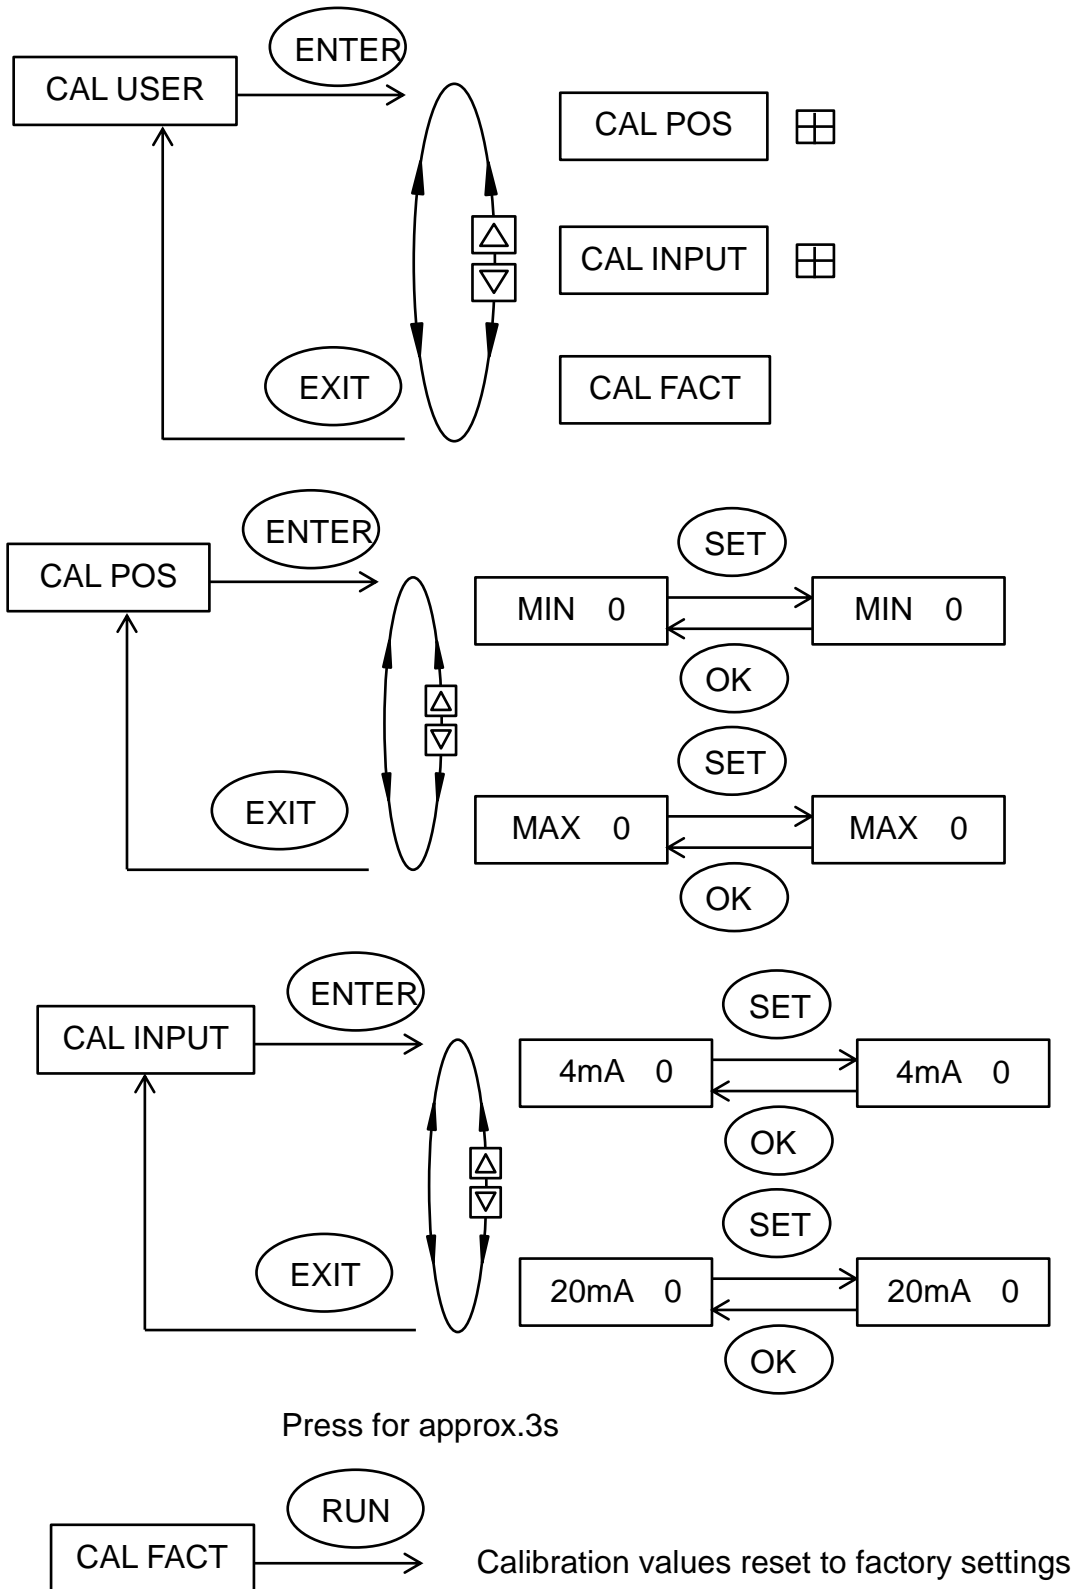 ENTER
CAL USER
CAL POS
CAL INPUT
EXIT
CAL FACT
ENTER
CAL POS
SET
MIN 0
MIN 0
OK
SET
EXIT
MAX 0
MAX 0
OK
ENTER
CAL INPUT
SET
4mA 0
4mA 0
OK
SET
EXIT
20mA 0
20mA 0
OK
Press for approx.3s
RUN
CAL FACT
Calibration values reset to factory settings